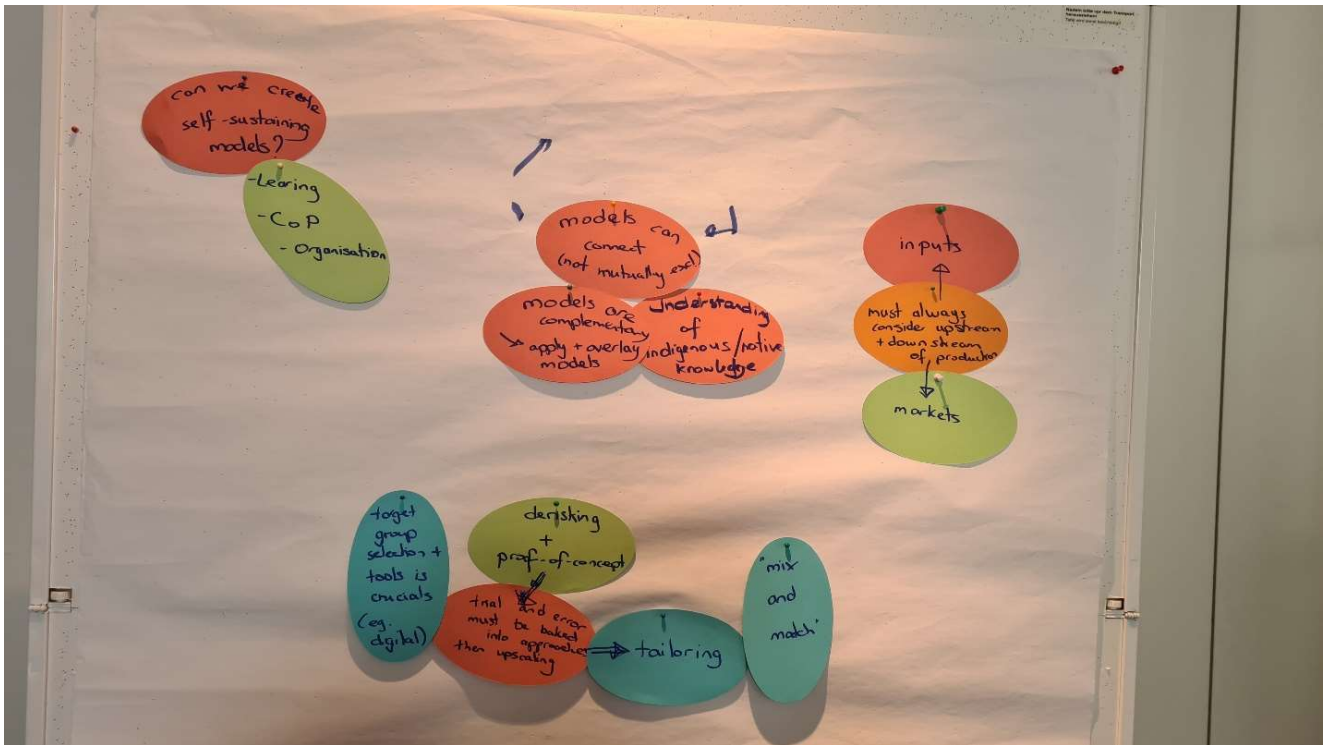 can we create
self-sustaining
models?
-Learing
-CoP
- Organisation
models can
connect
(not mutually excl)
models are
complementary
apply + overlay
models
understanding
of
indigenous/native
knowledge
inputs
must always
consider upstream
+ downstream
of production
markets
target
group
selection +
tools is
crucials
(eg.
digital)
derisking
+
proof-of-concept
trial and error
must be baked
into approaches
then upscaling
tailoring
'mix
and
match'